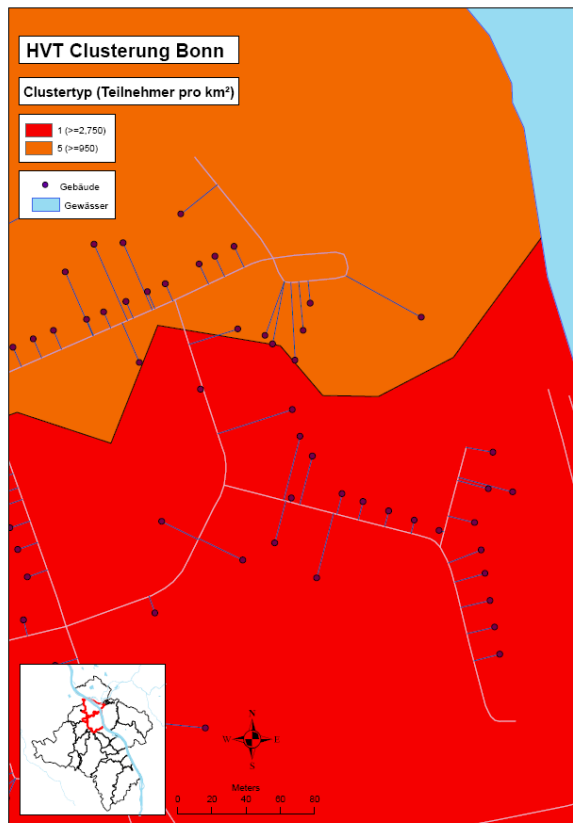 HVT Clusterung Bonn
Clustertyp (Teilnehmer pro km²)
1 (>=2,750)
5 (>=950)
Gebäude
Gewässer
N
W E
S
Meters
0 20 40 60 80